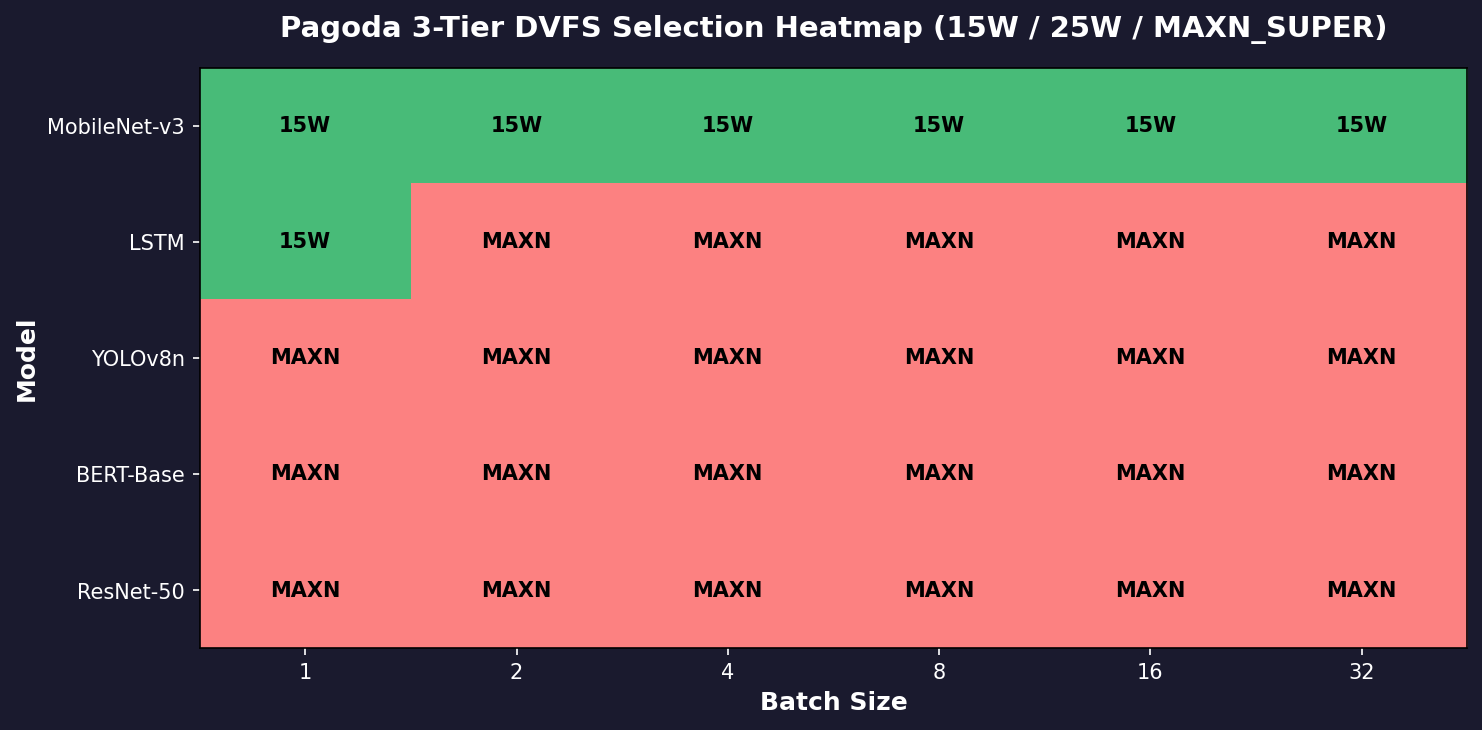 Pagoda 3-Tier DVFS Selection Heatmap (15W / 25W / MAXN_SUPER)
Model
MobileNet-v3 15W 15W 15W 15W 15W 15W
LSTM 15W MAXN MAXN MAXN MAXN MAXN
YOLOv8n MAXN MAXN MAXN MAXN MAXN MAXN
BERT-Base MAXN MAXN MAXN MAXN MAXN MAXN
ResNet-50 MAXN MAXN MAXN MAXN MAXN MAXN
1 2 4 8 16 32
Batch Size